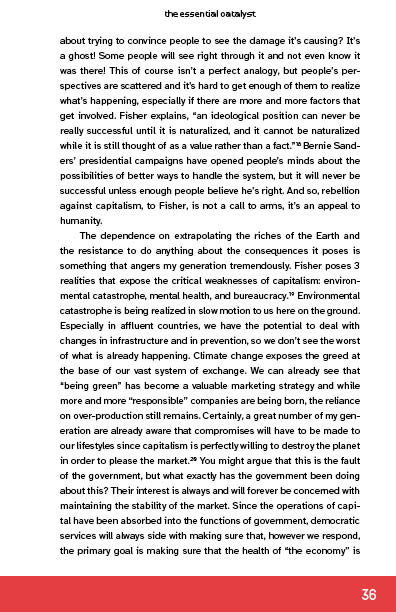 the essential catalyst
about trying to convince people to see the damage it's causing? It's
a ghost! Some people will see right through it and not even know it
was there! This of course isn't a perfect analogy, but people's per-
spectives are scattered and it's hard to get enough of them to realize
what's happening, especially if there are more and more factors that
get involved. Fisher explains, “an ideological position can never be
really successful until it is naturalized, and it cannot be naturalized
while it is still thought of as a value rather than a fact.”¹⁸ Bernie Sand-
ers' presidential campaigns have opened people's minds about the
possibilities of better ways to handle the system, but it will never be
successful unless enough people believe he's right. And so, rebellion
against capitalism, to Fisher, is not a call to arms, it's an appeal to
humanity.
The dependence on extrapolating the riches of the Earth and
the resistance to do anything about the consequences it poses is
something that angers my generation tremendously. Fisher poses 3
realities that expose the critical weaknesses of capitalism: environ-
mental catastrophe, mental health, and bureaucracy.¹⁹ Environmental
catastrophe is being realized in slow motion to us here on the ground.
Especially in affluent countries, we have the potential to deal with
changes in infrastructure and in prevention, so we don't see the worst
of what is already happening. Climate change exposes the greed at
the base of our vast system of exchange. We can already see that
“being green” has become a valuable marketing strategy and while
more and more “responsible” companies are being born, the reliance
on over-production still remains. Certainly, a great number of my gen-
eration are already aware that compromises will have to be made to
our lifestyles since capitalism is perfectly willing to destroy the planet
in order to please the market.²⁰ You might argue that this is the fault
of the government, but what exactly has the government been doing
about this? Their interest is always and will forever be concerned with
maintaining the stability of the market. Since the operations of capi-
tal have been absorbed into the functions of government, democratic
services will always side with making sure that, however we respond,
the primary goal is making sure that the health of “the economy” is
36